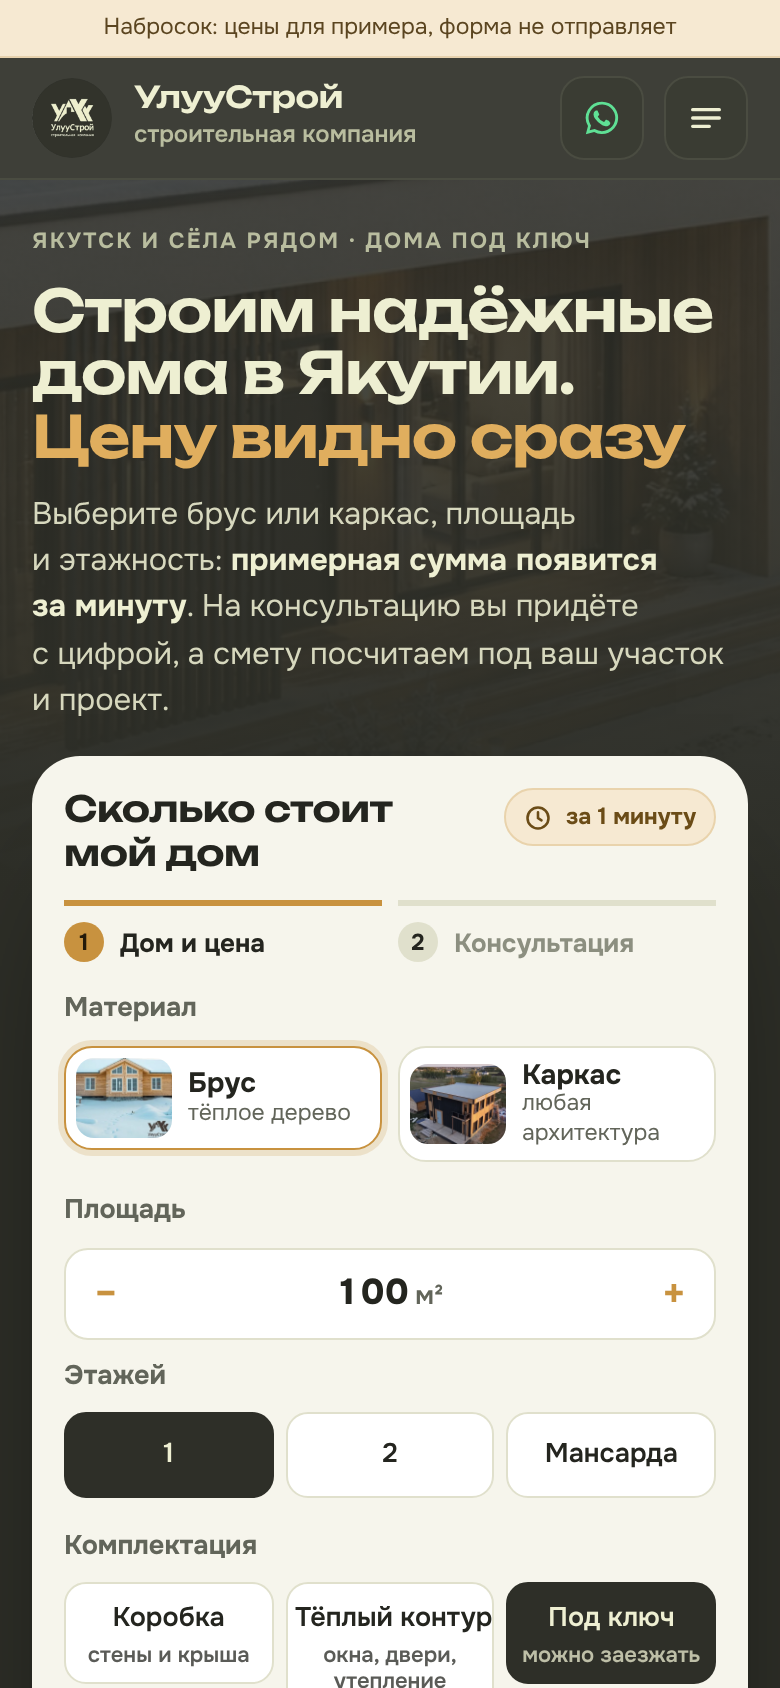 Набросок: цены для примера, форма не отправляет
УлууСтрой
строительная компания
УлууСтрой
ЯКУТСК И СЁЛА РЯДОМ · ДОМА ПОД КЛЮЧ
Строим надёжные
дома в Якутии.
Цену видно сразу
Выберите брус или каркас, площадь
и этажность: примерная сумма появится
за минуту. На консультацию вы придёте
с цифрой, а смету посчитаем под ваш участок
и проект.
Сколько стоит
мой дом
за 1 минуту
1 Дом и цена
2 Консультация
Материал
Брус
тёплое дерево
Каркас
любая
архитектура
Площадь
− 100 м² +
Этажей
1
2
Мансарда
Комплектация
Коробка
стены и крыша
Тёплый контур
окна, двери,
утепление
Под ключ
можно заезжать